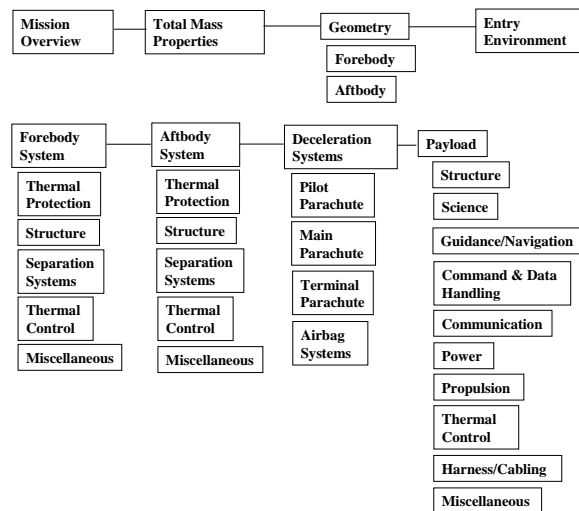 Mission
Overview
Total Mass
Properties
Geometry
Forebody
Aftbody
Entry
Environment
Forebody
System
Thermal
Protection
Structure
Separation
Systems
Thermal
Control
Miscellaneous
Aftbody
System
Thermal
Protection
Structure
Separation
Systems
Thermal
Control
Miscellaneous
Deceleration
Systems
Pilot
Parachute
Main
Parachute
Terminal
Parachute
Airbag
Systems
Payload
Structure
Science
Guidance/Navigation
Command & Data
Handling
Communication
Power
Propulsion
Thermal
Control
Harness/Cabling
Miscellaneous